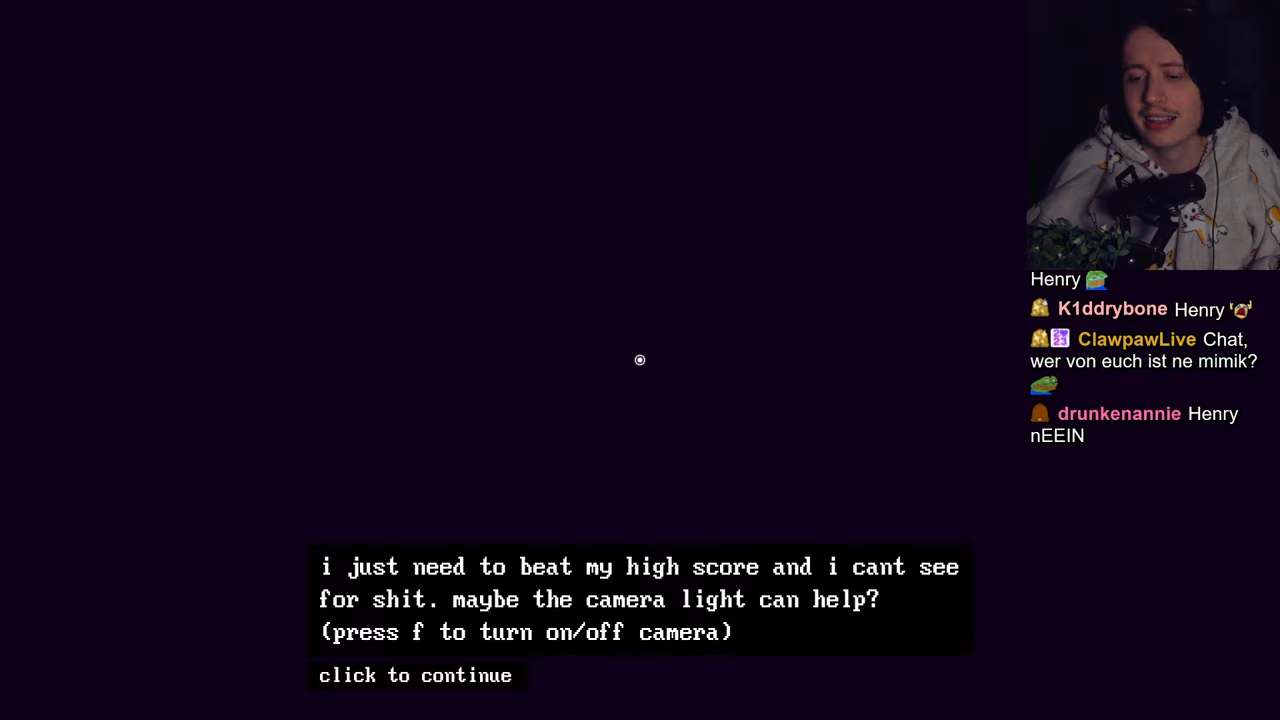 Henry
K1ddrybone Henry
ClawpawLive Chat,
wer von euch ist ne mimik?
drunkenannie Henry
nEEIN
i just need to beat my high score and i cant see
for shit. maybe the camera light can help?
(press f to turn on/off camera)
click to continue